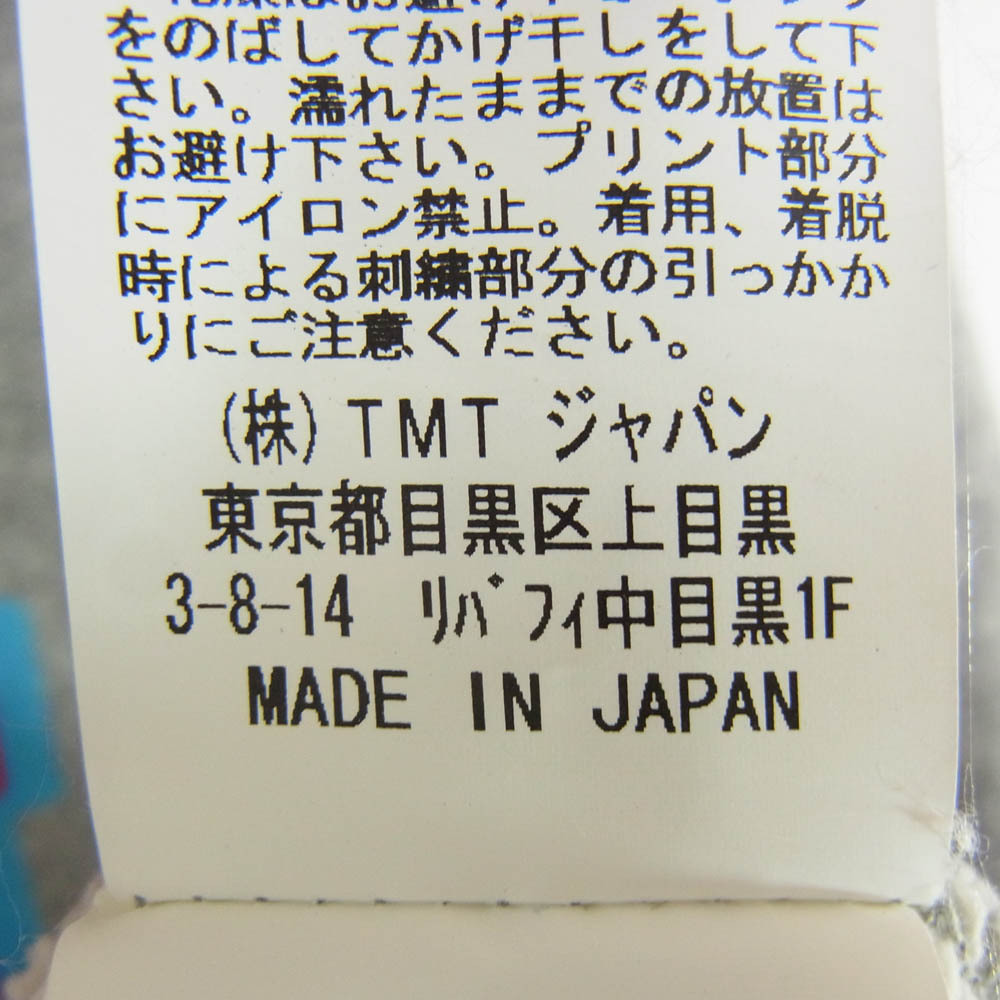 はお避け
をのばしてかげ干しをして下
さい。濡れたままでの放置は
お避け下さい。プリント部分
にアイロン禁止。着用、着脱
時による刺繍部分の引っかか
りにご注意ください。
(株) TMT ジャパン
東京都目黒区上目黒
3-8-14 リバフィ中目黒1F
MADE IN JAPAN